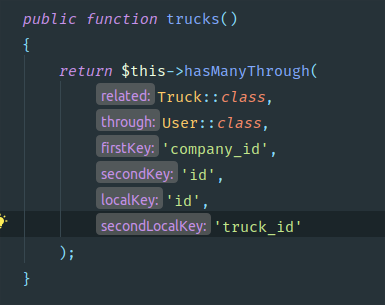 public function trucks()
{
return $this->hasManyThrough(
related: Truck::class,
through: User::class,
firstKey: 'company_id',
secondKey: 'id',
localKey: 'id',
secondLocalKey: 'truck_id'
);
}